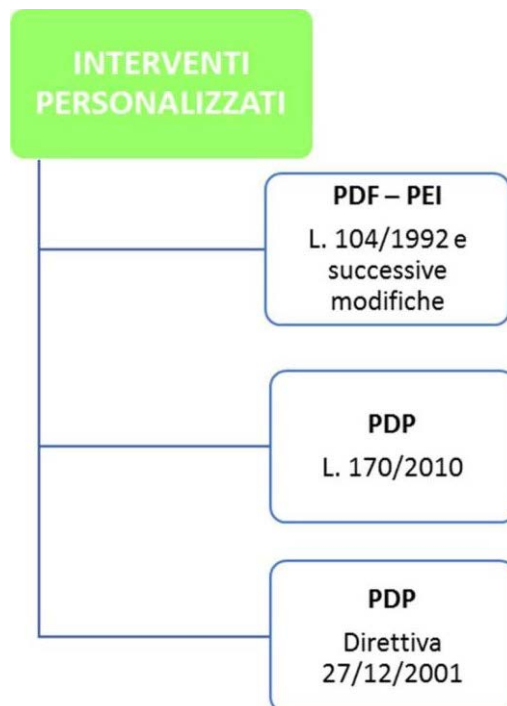 INTERVENTI
PERSONALIZZATI
PDF – PEI
L. 104/1992 e
successive
modifiche
PDP
L. 170/2010
PDP
Direttiva
27/12/2001